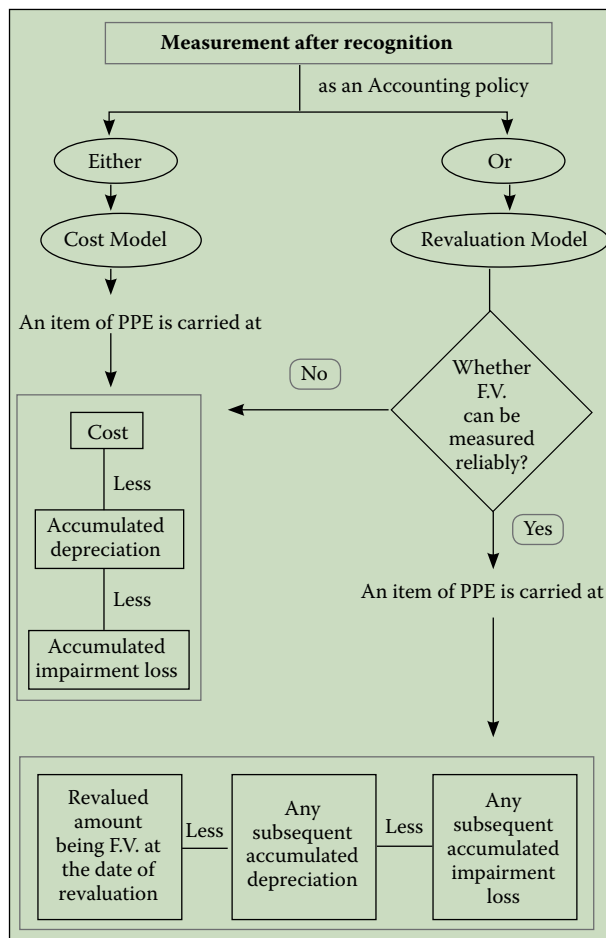 Measurement after recognition
as an Accounting policy
Either
Or
Cost Model
Revaluation Model
An item of PPE is carried at
Whether
F.V.
can be
measured
reliably?
No
Cost
Less
Accumulated
depreciation
Less
Accumulated
impairment loss
Yes
An item of PPE is carried at
Revalued
amount
being F.V. at
the date of
revaluation
Less
Any
subsequent
accumulated
depreciation
Less
Any
subsequent
accumulated
impairment
loss